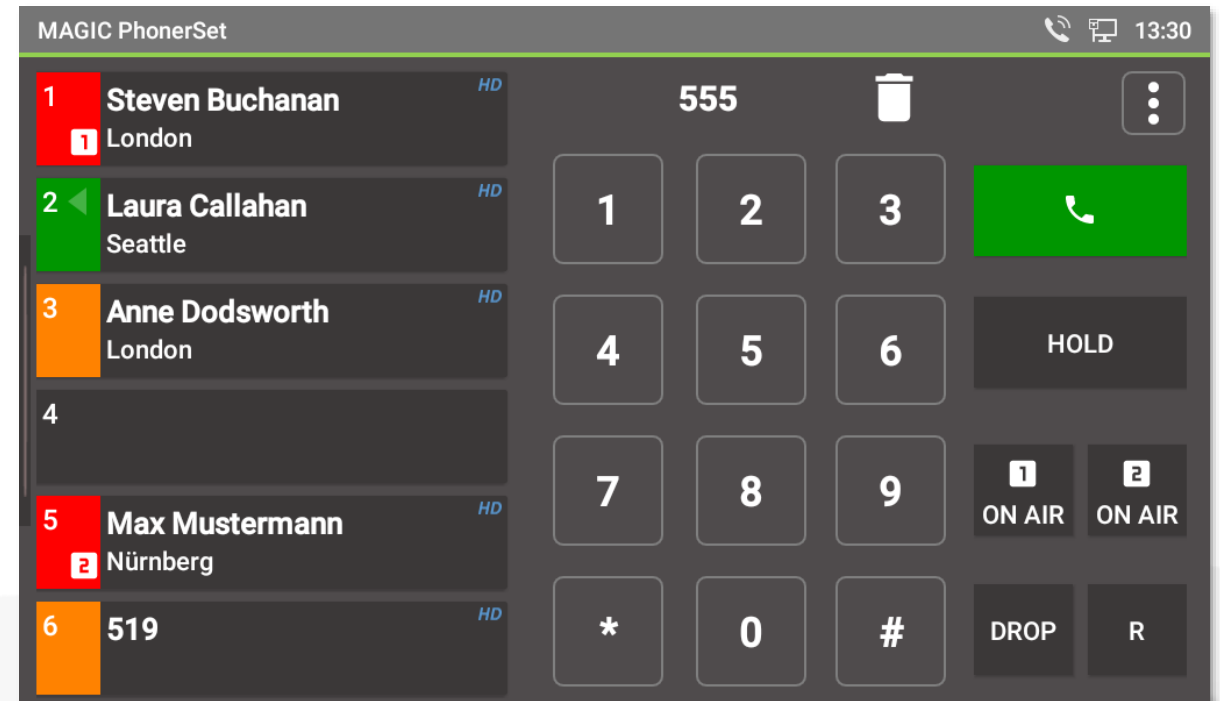 MAGIC PhonerSet
13:30
1 Steven Buchanan HD
1 London
2 Laura Callahan HD
Seattle
3 Anne Dodsworth HD
London
4
5 Max Mustermann HD
2 Nürnberg
6 519 HD
555
1 2 3
4 5 6
HOLD
7 8 9
1 2
ON AIR ON AIR
* 0 #
DROP R